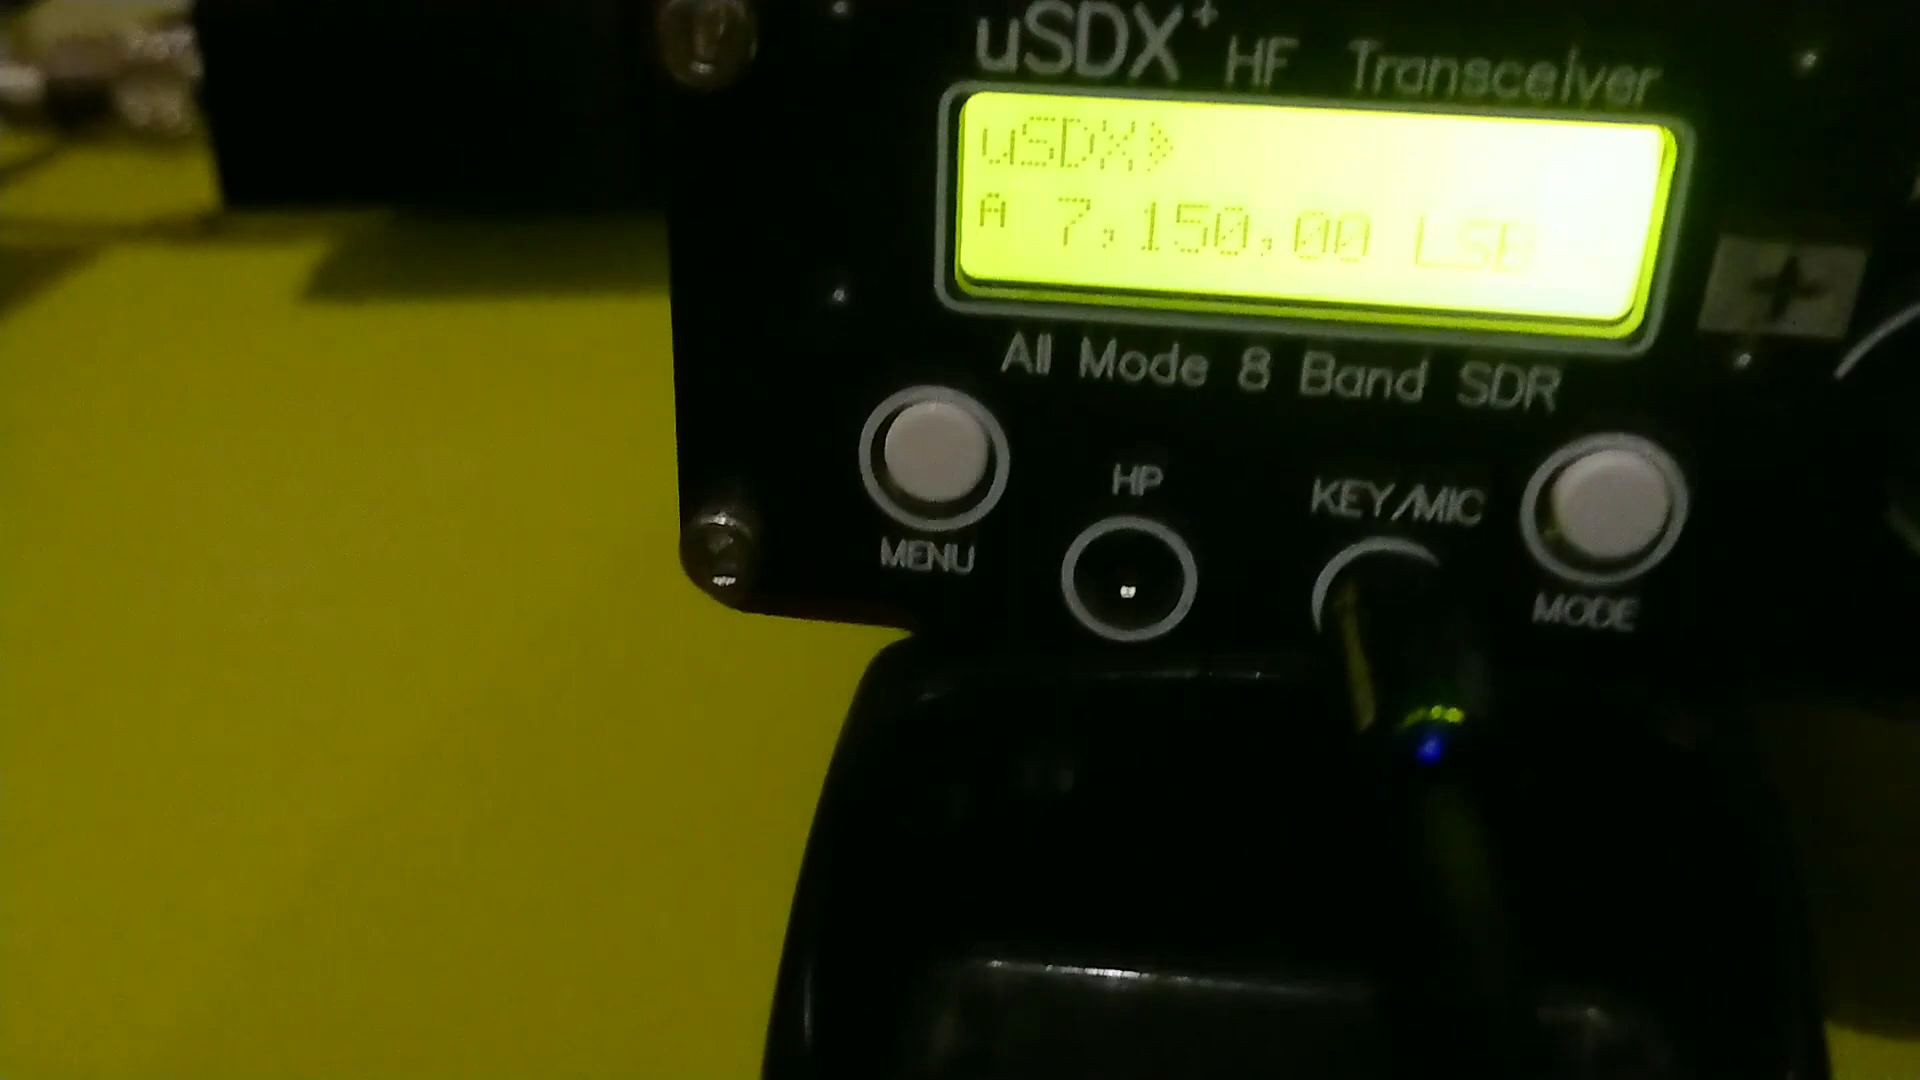 uSDX+ HF Transceiver
uSDX
A 7,150,00 LSB
All Mode 8 Band SDR
HP
KEY/MIC
MENU
MODE
+